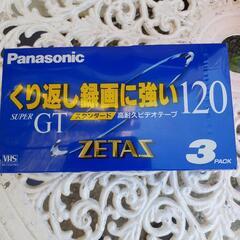 Panasonic
くり返し録画に強い 120
SUPER GT スタンダード 高耐久ビデオテープ
ZETAS
VHS
3 PACK